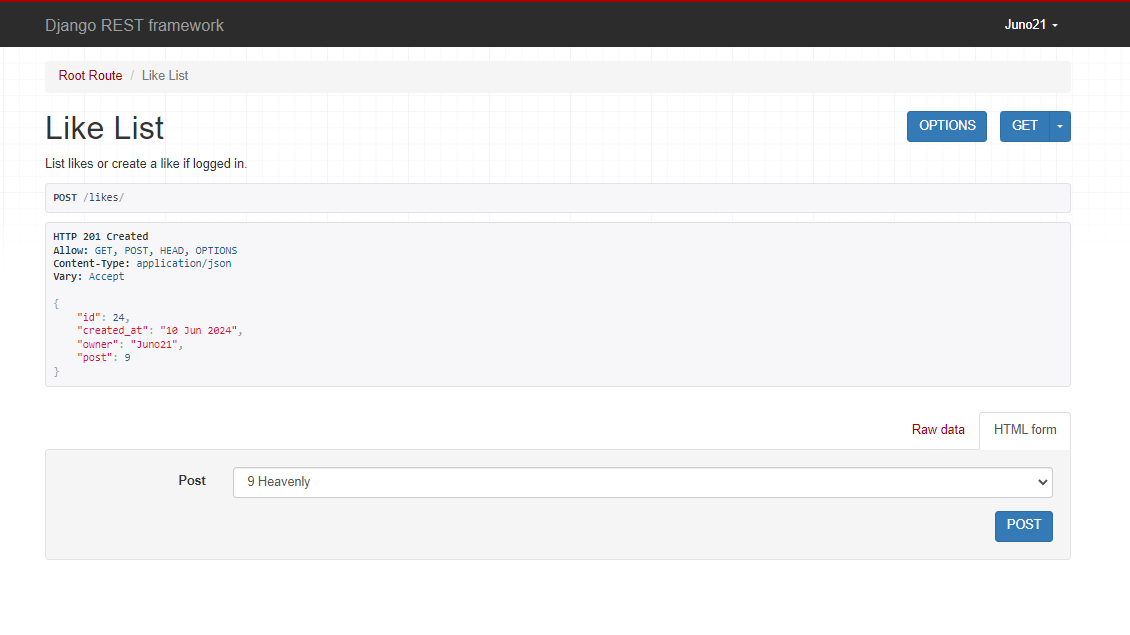 Django REST framework
Juno21
Root Route / Like List
Like List
OPTIONS
GET
List likes or create a like if logged in.
POST /likes/
HTTP 201 Created
Allow: GET, POST, HEAD, OPTIONS
Content-Type: application/json
Vary: Accept
{
    "id": 24,
    "created_at": "10 Jun 2024",
    "owner": "Juno21",
    "post": 9
}
Raw data
HTML form
Post
9 Heavenly
POST